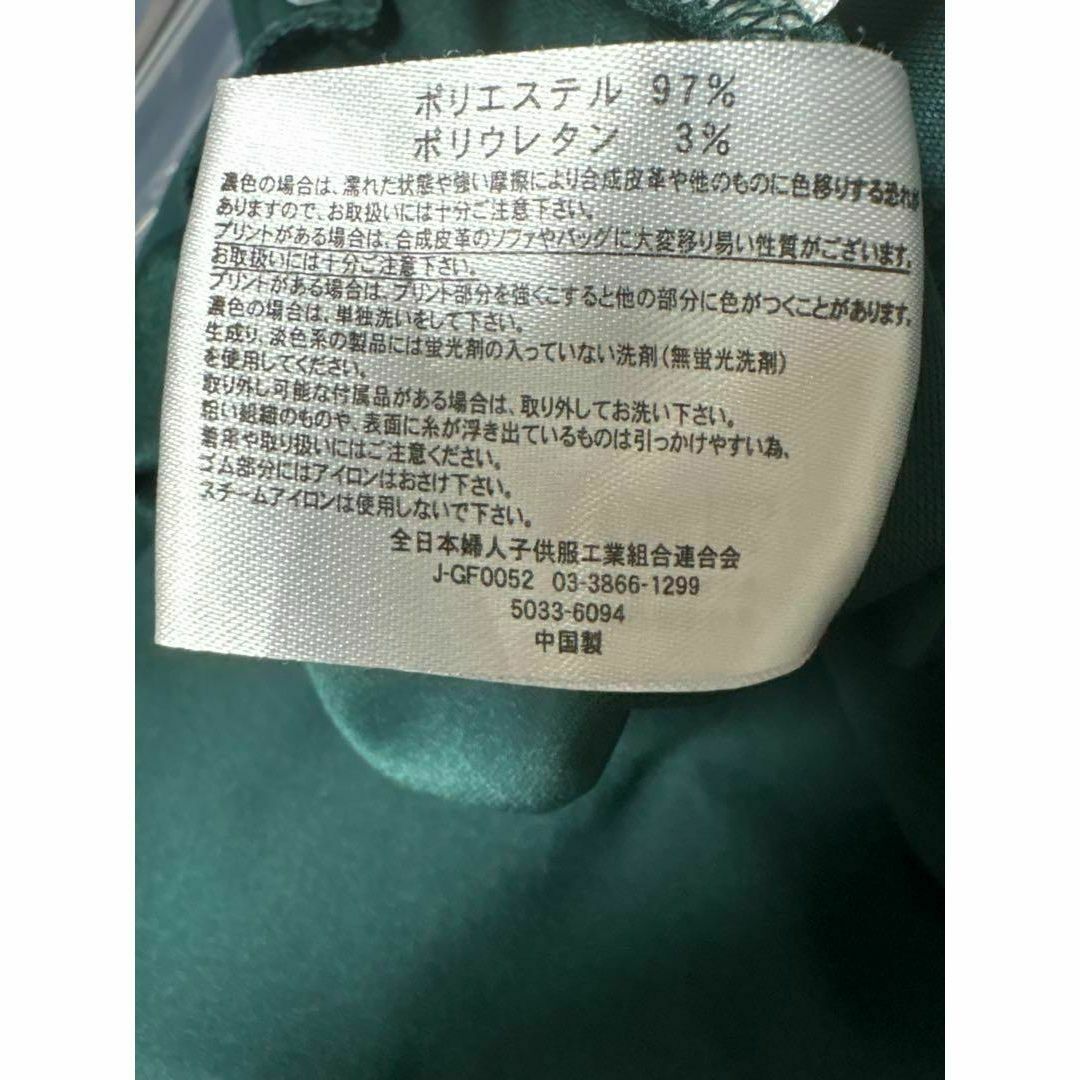 ポリエステル 97%
ポリウレタン 3%
濃色の場合は、濡れた状態や強い摩擦により合成皮革や他のものに色移りする恐れが
ありますので、お取扱いには十分ご注意下さい。
プリントがある場合は、合成皮革のソファやバッグに大変移り易い性質がございます。
お取扱いには十分ご注意下さい。
プリントがある場合は、プリント部分を強くこすると他の部分に色がつくことがあります。
濃色の場合は、単独洗いをして下さい。
生成り、淡色系の製品には蛍光剤の入っていない洗剤(無蛍光洗剤)
を使用してください。
取り外し可能な付属品がある場合は、取り外してお洗い下さい。
粗い組織のものや、表面に糸が浮き出ているものは引っかけやすい為、
着用や取り扱いにはご注意ください。
ゴム部分にはアイロンはおさけ下さい。
スチームアイロンは使用しないで下さい。
全日本婦人子供服工業組合連合会
J-GF0052 03-3866-1299
5033-6094
中国製